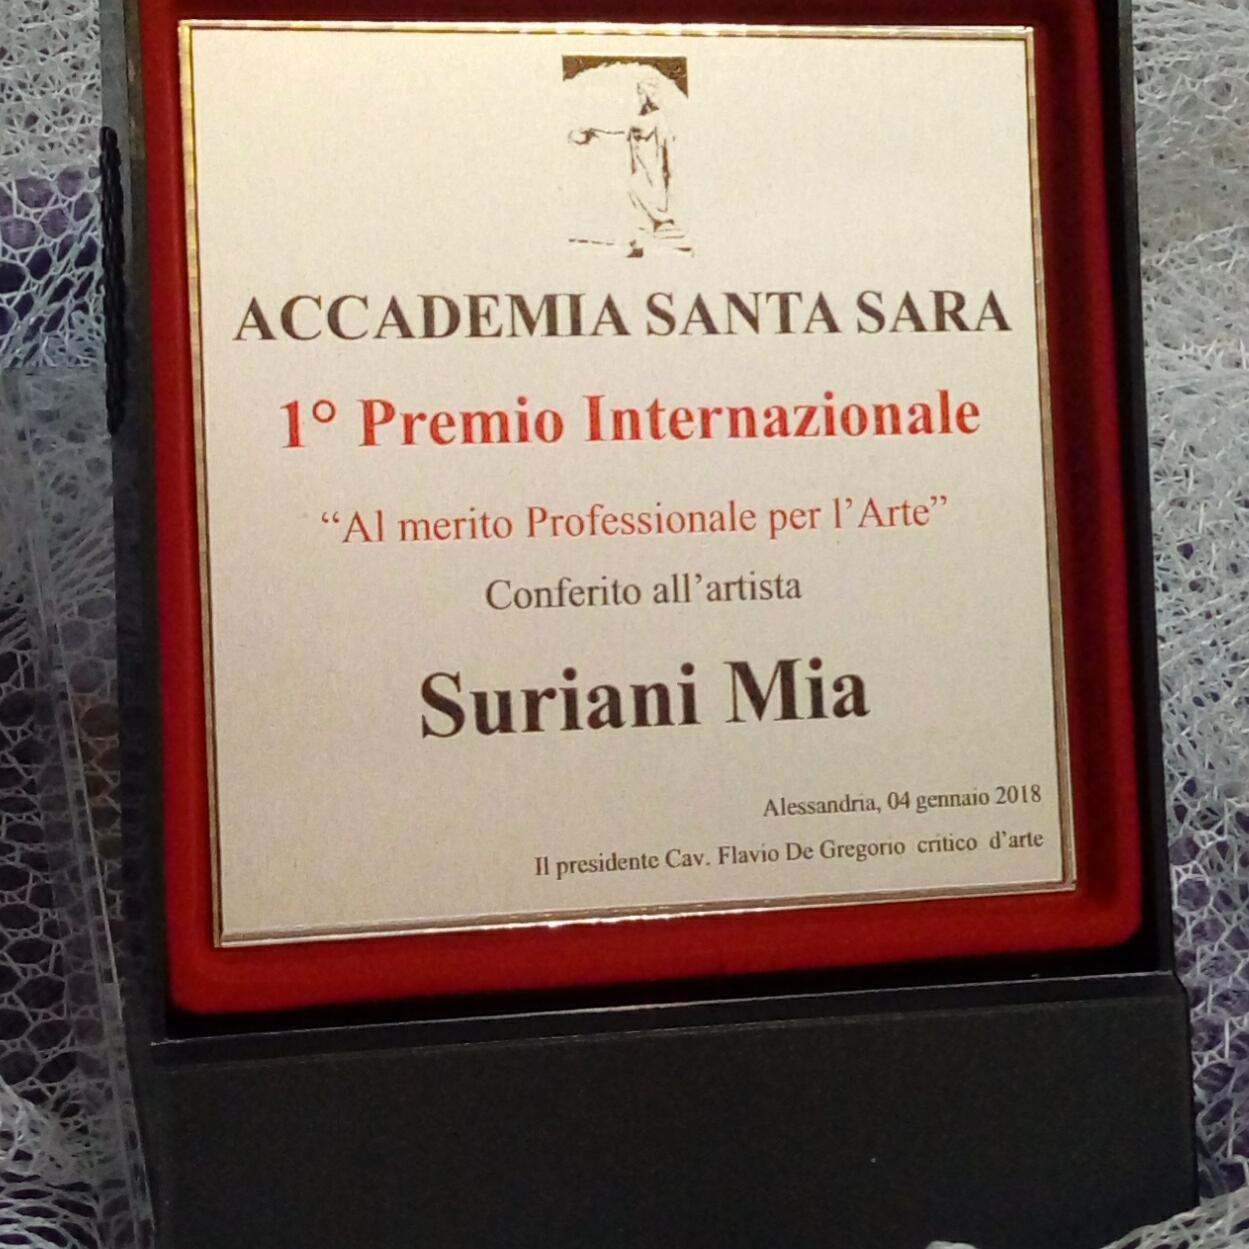 ACCADEMIA SANTA SARA
1° Premio Internazionale
“Al merito Professionale per l’Arte”
Conferito all’artista
Suriani Mia
Alessandria, 04 gennaio 2018
Il presidente Cav. Flavio De Gregorio critico d’arte